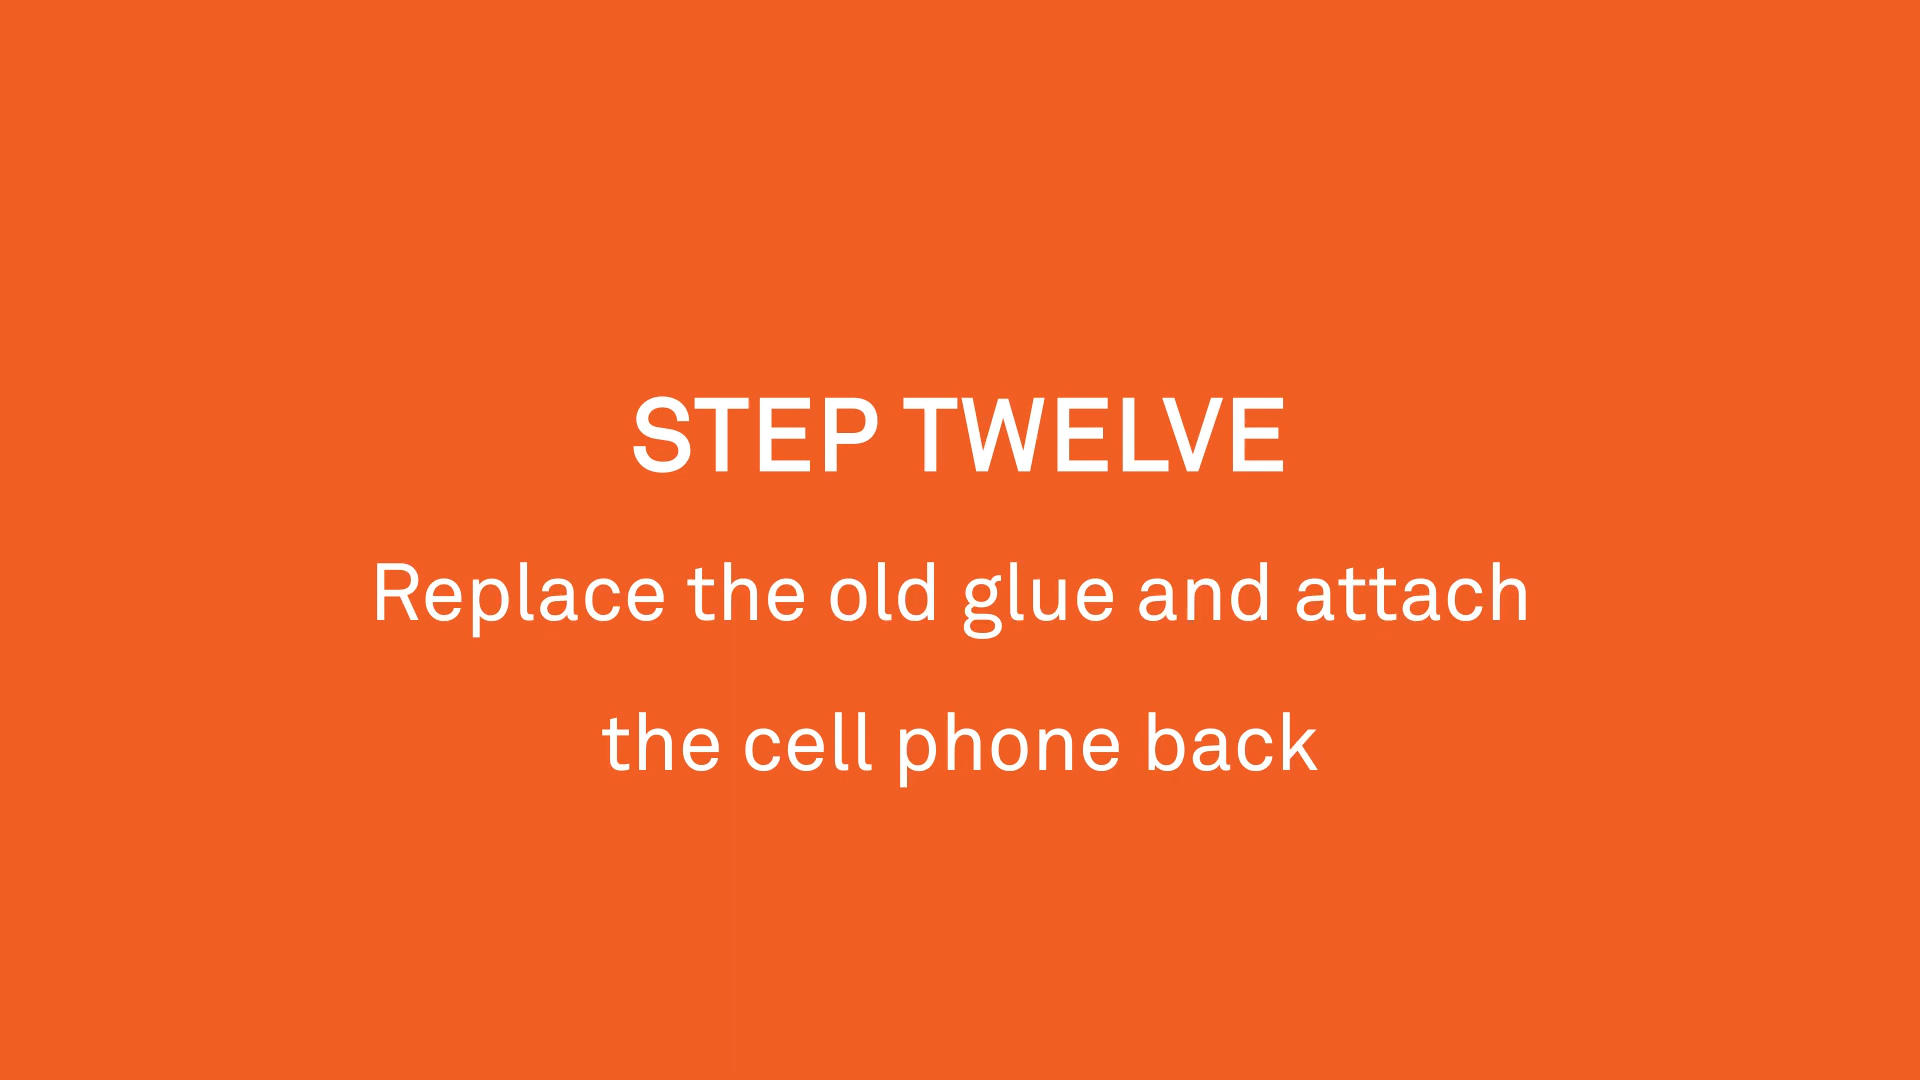 STEP TWELVE
Replace the old glue and attach
the cell phone back